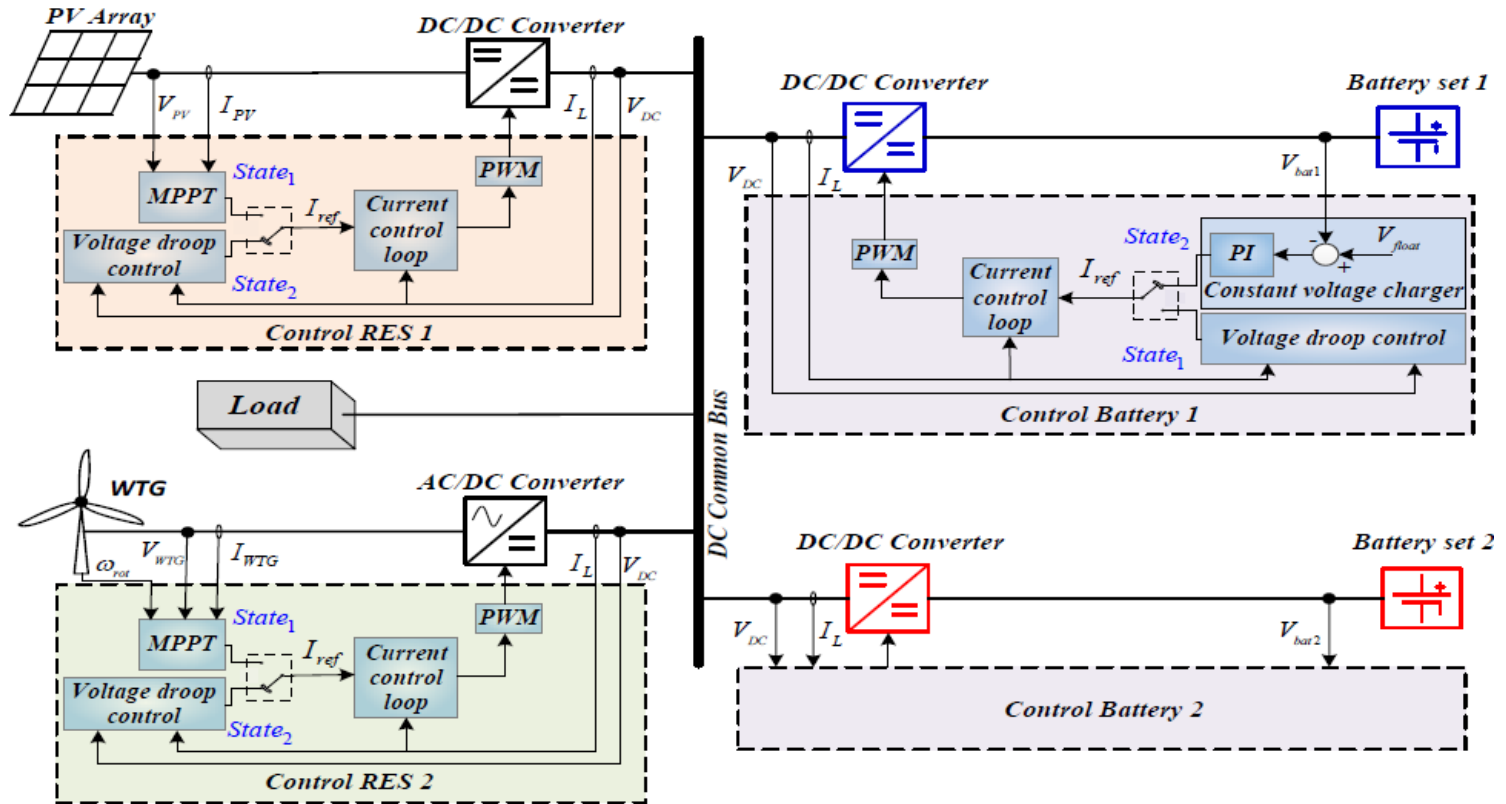 PV Array
DC/DC Converter
V_PV
I_PV
I_L
V_DC
State₁
MPPT
I_ref
Current
control
loop
PWM
Voltage droop
control
State₂
Control RES 1
Load
WTG
AC/DC Converter
V_WTG
I_WTG
ω_rot
I_L
V_DC
State₁
MPPT
I_ref
Current
control
loop
PWM
Voltage droop
control
State₂
Control RES 2
DC Common Bus
DC/DC Converter
Battery set 1
V_DC
I_L
V_bat1
State₂
PI
-
+
V_float
Constant voltage charger
PWM
Current
control
loop
I_ref
Voltage droop control
State₁
Control Battery 1
DC/DC Converter
Battery set 2
V_DC
I_L
V_bat2
Control Battery 2